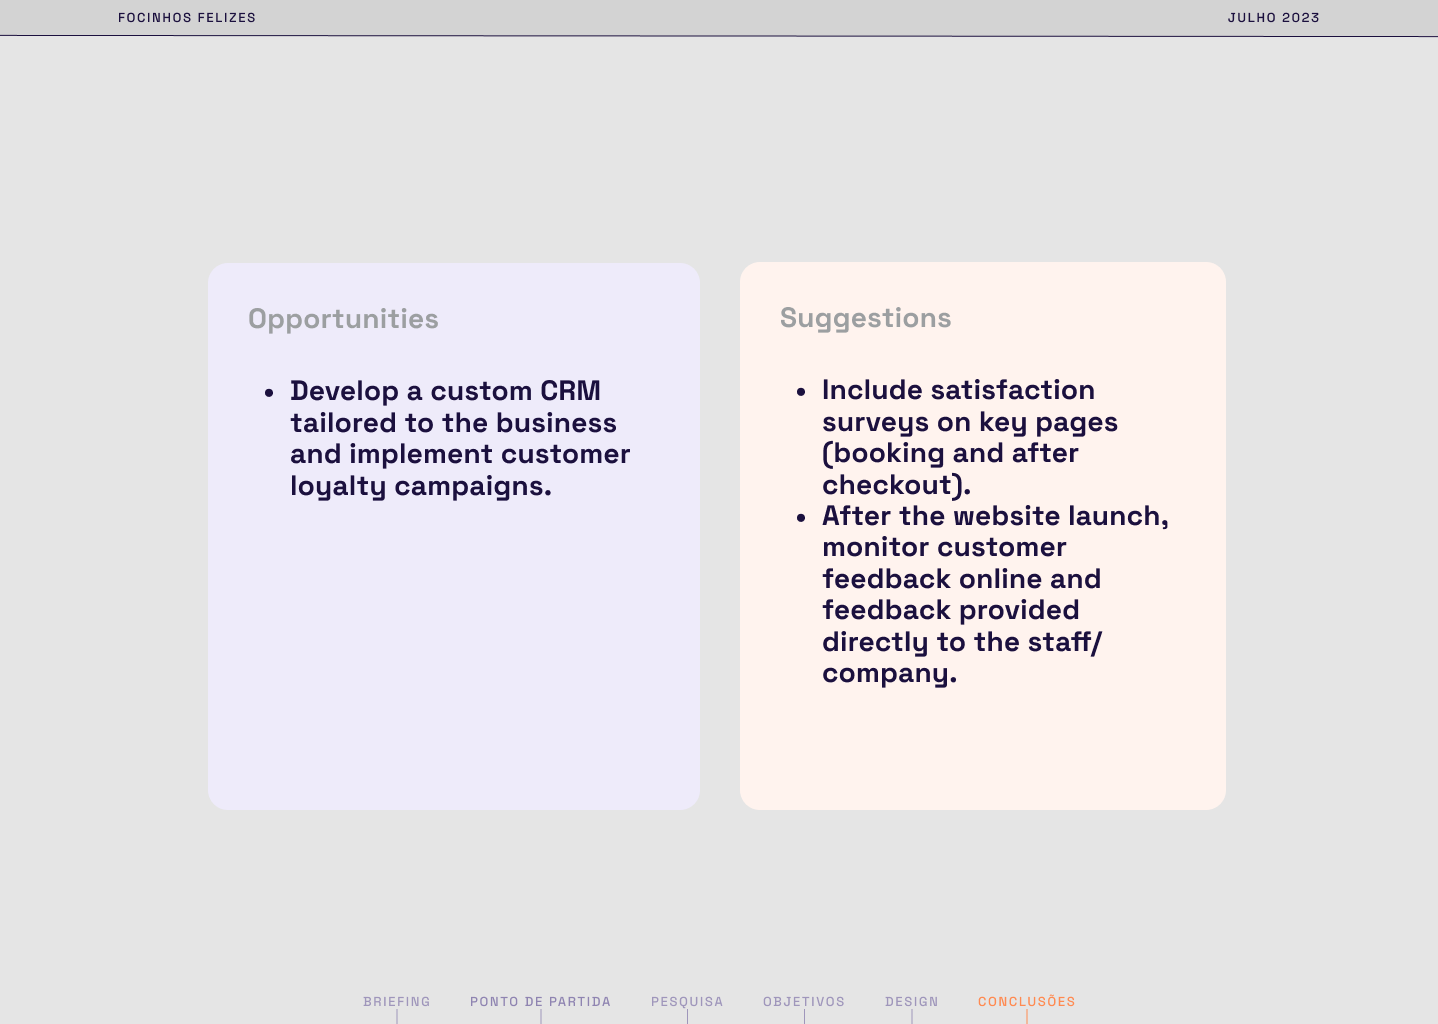 FOCINHOS FELIZES
JULHO 2023
Opportunities
• Develop a custom CRM
tailored to the business
and implement customer
loyalty campaigns.
Suggestions
• Include satisfaction
surveys on key pages
(booking and after
checkout).
• After the website launch,
monitor customer
feedback online and
feedback provided
directly to the staff/
company.
BRIEFING
PONTO DE PARTIDA
PESQUISA
OBJETIVOS
DESIGN
CONCLUSÕES